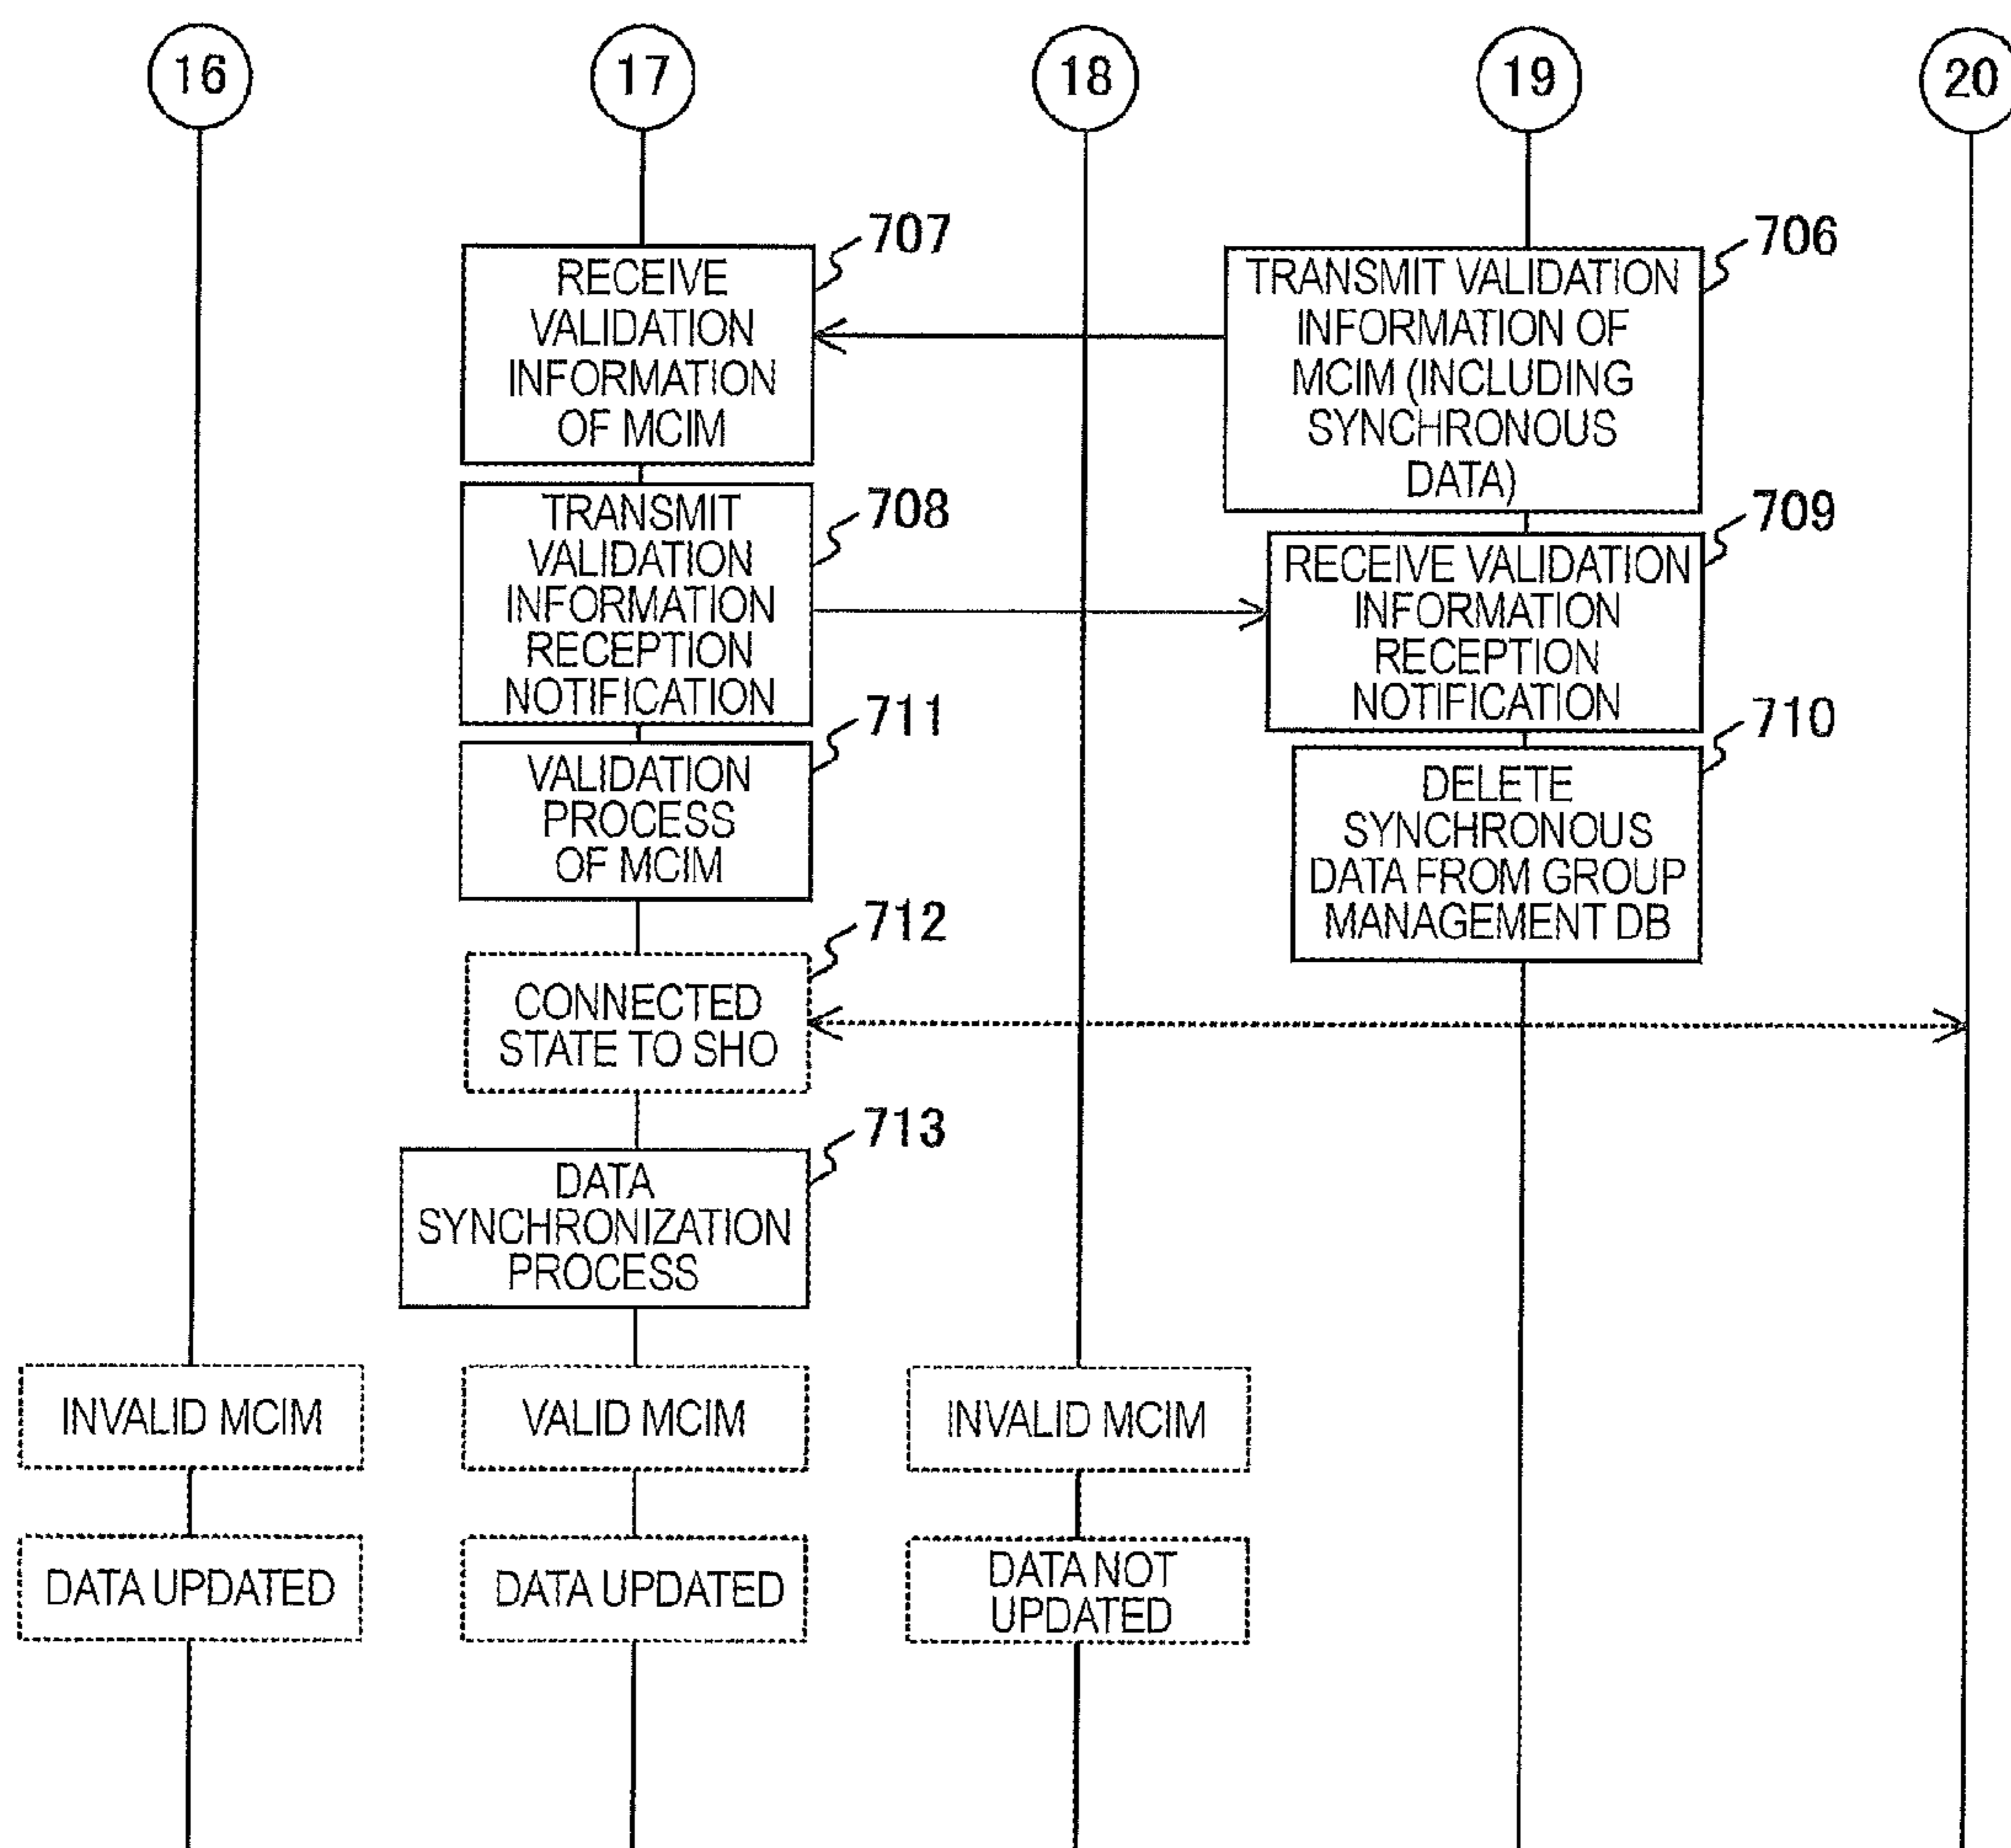 16
17
18
19
20
707
RECEIVE
VALIDATION
INFORMATION
OF MCIM
706
TRANSMIT VALIDATION
INFORMATION OF
MCIM (INCLUDING
SYNCHRONOUS
DATA)
708
TRANSMIT
VALIDATION
INFORMATION
RECEPTION
NOTIFICATION
709
RECEIVE VALIDATION
INFORMATION
RECEPTION
NOTIFICATION
711
VALIDATION
PROCESS
OF MCIM
710
DELETE
SYNCHRONOUS
DATA FROM GROUP
MANAGEMENT DB
712
CONNECTED
STATE TO SHO
713
DATA
SYNCHRONIZATION
PROCESS
INVALID MCIM
VALID MCIM
INVALID MCIM
DATA UPDATED
DATA UPDATED
DATA NOT
UPDATED